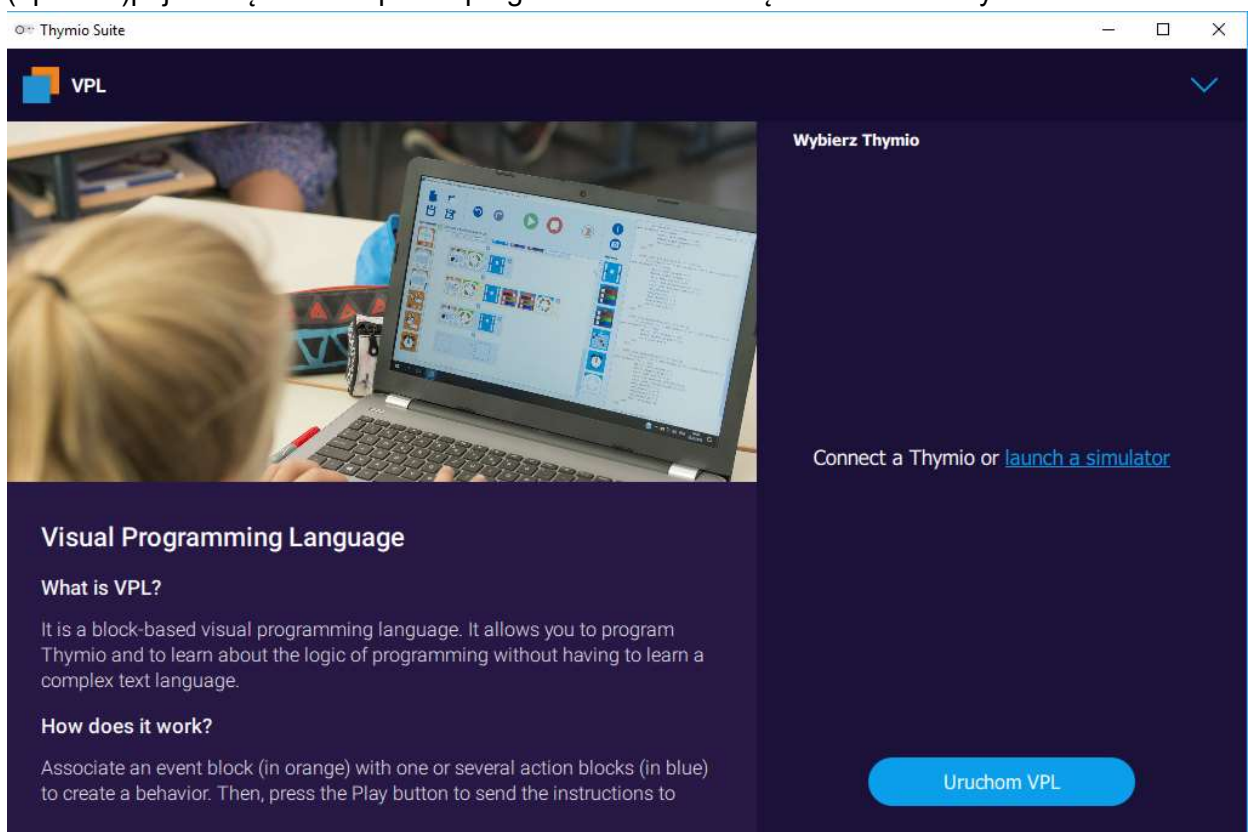 Thymio Suite
VPL
Wybierz Thymio
Connect a Thymio or launch a simulator
Visual Programming Language
What is VPL?
It is a block-based visual programming language. It allows you to program
Thymio and to learn about the logic of programming without having to learn a
complex text language.
How does it work?
Associate an event block (in orange) with one or several action blocks (in blue)
to create a behavior. Then, press the Play button to send the instructions to
Uruchom VPL